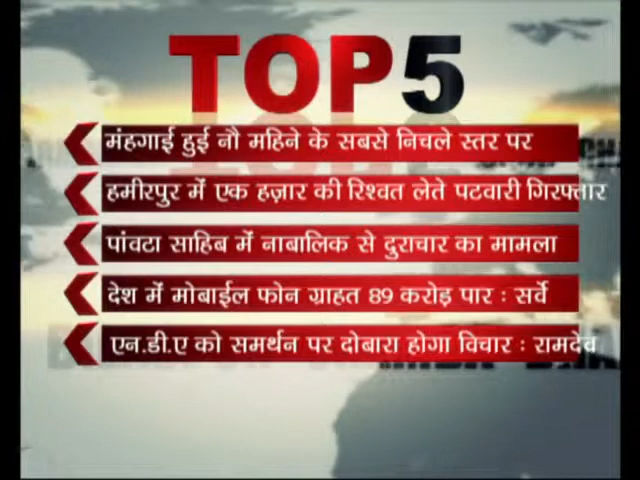 TOP5
मंहगाई हुई नौ महिने के सबसे निचले स्तर पर
हमीरपुर में एक हज़ार की रिश्वत लेते पटवारी गिरफ्तार
पांवटा साहिब में नाबालिक से दुराचार का मामला
देश में मोबाईल फोन ग्राहत 89 करोड़ पार : सर्वे
एन.डी.ए को समर्थन पर दोबारा होगा विचार : रामदेव